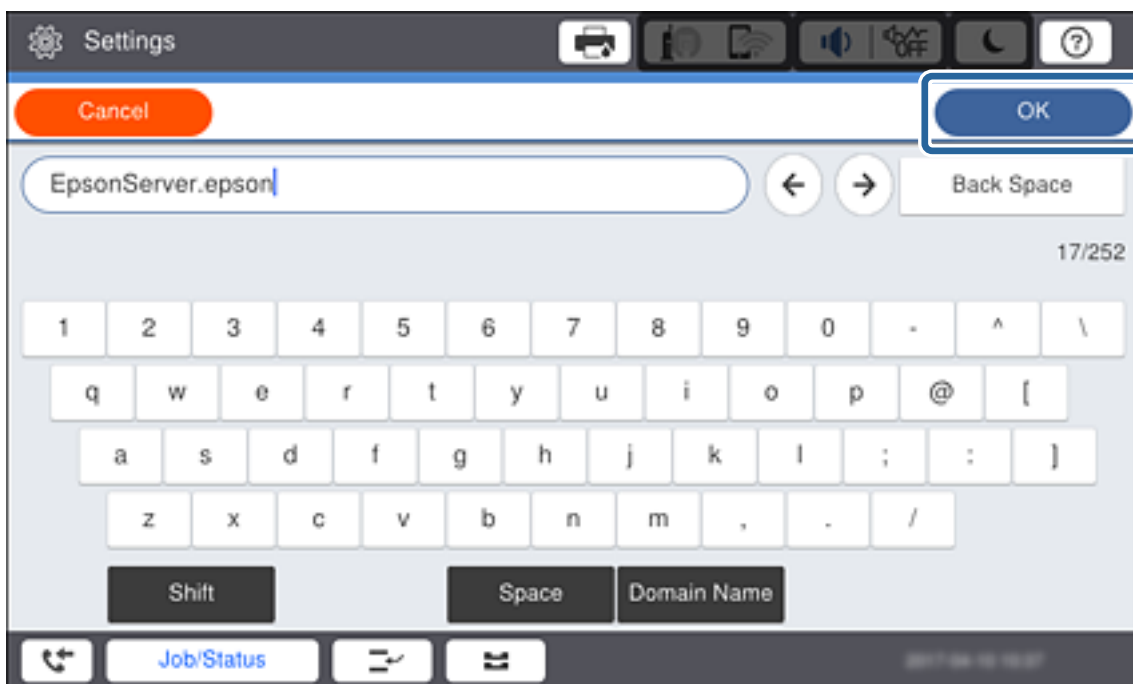 Settings
OFF
?
Cancel
OK
EpsonServer.epson
Back Space
17/252
1 2 3 4 5 6 7 8 9 0 - ^ \
q w e r t y u i o p @ [
a s d f g h j k l ; : ]
z x c v b n m , . /
Shift
Space
Domain Name
Job/Status